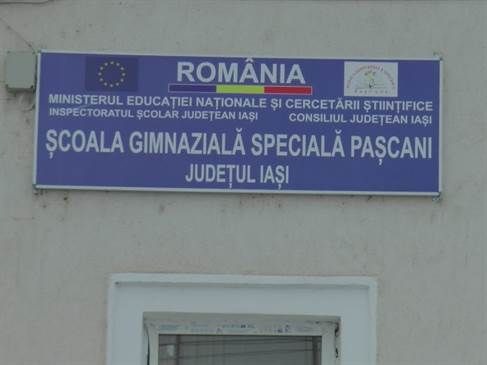 ROMÂNIA
MINISTERUL EDUCAȚIEI NAȚIONALE ȘI CERCETĂRII ȘTIINȚIFICE
INSPECTORATUL ȘCOLAR JUDEȚEAN IAȘI CONSILIUL JUDEȚEAN IAȘI
ȘCOALA GIMNAZIALĂ SPECIALĂ PAȘCANI
JUDEȚUL IAȘI